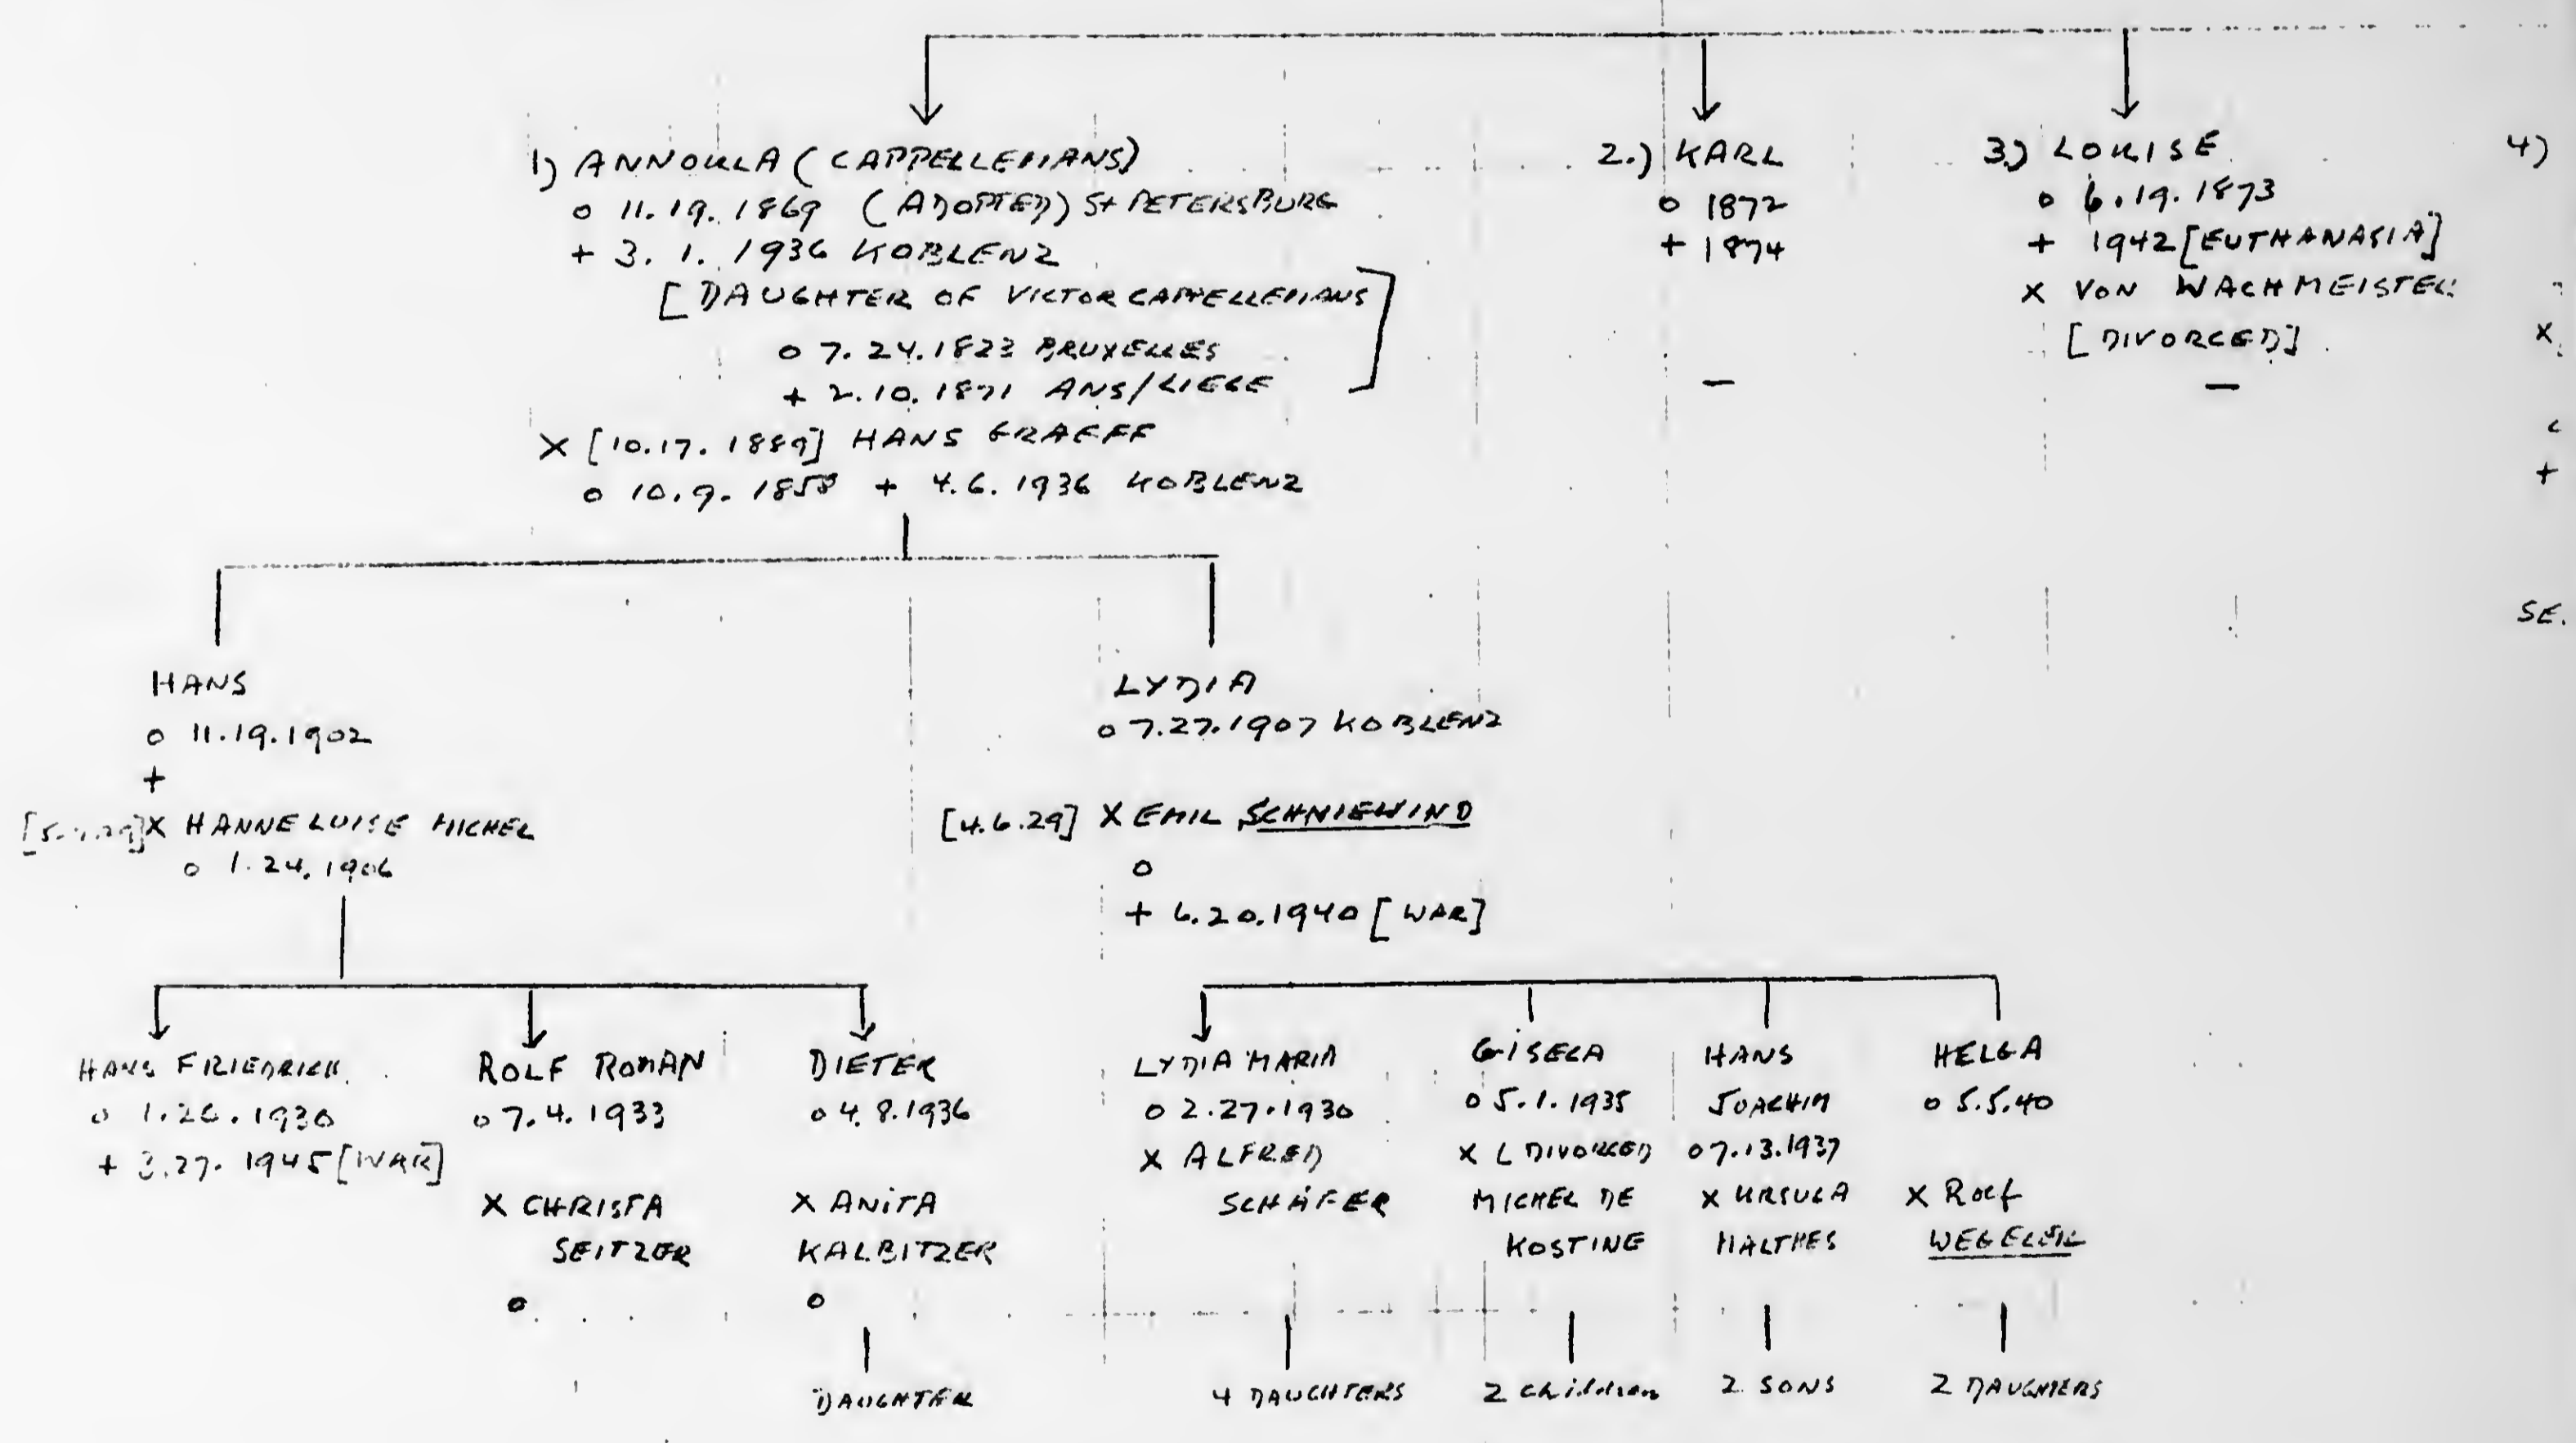 1) ANNOULA (CAPPELLEMANS)
o 11.19.1869 (ADOPTED) St PETERSBURG
+ 3. 1. 1936 KOBLENZ
[DAUGHTER OF VICTOR CAPPELLEMANS]
o 7.24.1823 BRUXELLES
+ 2.10.1871 ANS/LIEGE
X [10.17.1889] HANS GRAEFF
o 10.9.1858 + 4.6.1936 KOBLENZ
2.) KARL
o 1872
+ 1874
—
3.) LOUISE
o 6.19.1873
+ 1942 [EUTHANASIA]
X VON WACHMEISTER
[DIVORCED]
—
4)
X
+
SE.
HANS
o 11.19.1902
+
X HANNELUISE MICHEL
o 1.24.1906
LYDIA
o 7.27.1907 KOBLENZ
[4.6.29] X EMIL SCHNIEWIND
o
+ 6.20.1940 [WAR]
HANS FRIEDRICH
o 1.26.1930
+ 3.27.1945 [WAR]
ROLF ROMAN
o 7.4.1933
X CHRISTA
SEITZER
o
DIETER
o 4.8.1936
X ANITA
KALBITZER
o
DAUGHTER
LYDIA MARIA
o 2.27.1930
X ALFRED
SCHÄFER
4 DAUGHTERS
GISELA
o 5.1.1935
X [DIVORCED
MICHEL DE
KOSTINE
2 children
HANS
JOACHIM
o 7.13.1937
X URSULA
MALTHES
2 SONS
HELGA
o 5.5.40
X Rolf
WEGELER
2 DAUGHTERS